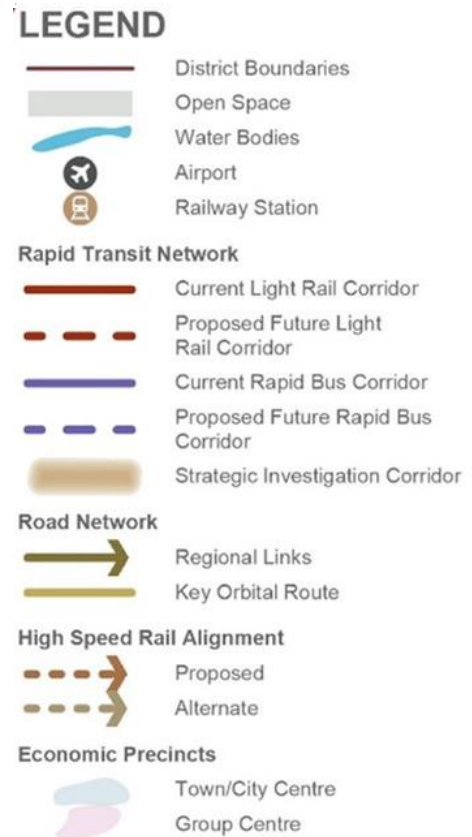 LEGEND
District Boundaries
Open Space
Water Bodies
Airport
Railway Station
Rapid Transit Network
Current Light Rail Corridor
Proposed Future Light
Rail Corridor
Current Rapid Bus Corridor
Proposed Future Rapid Bus
Corridor
Strategic Investigation Corridor
Road Network
Regional Links
Key Orbital Route
High Speed Rail Alignment
Proposed
Alternate
Economic Precincts
Town/City Centre
Group Centre